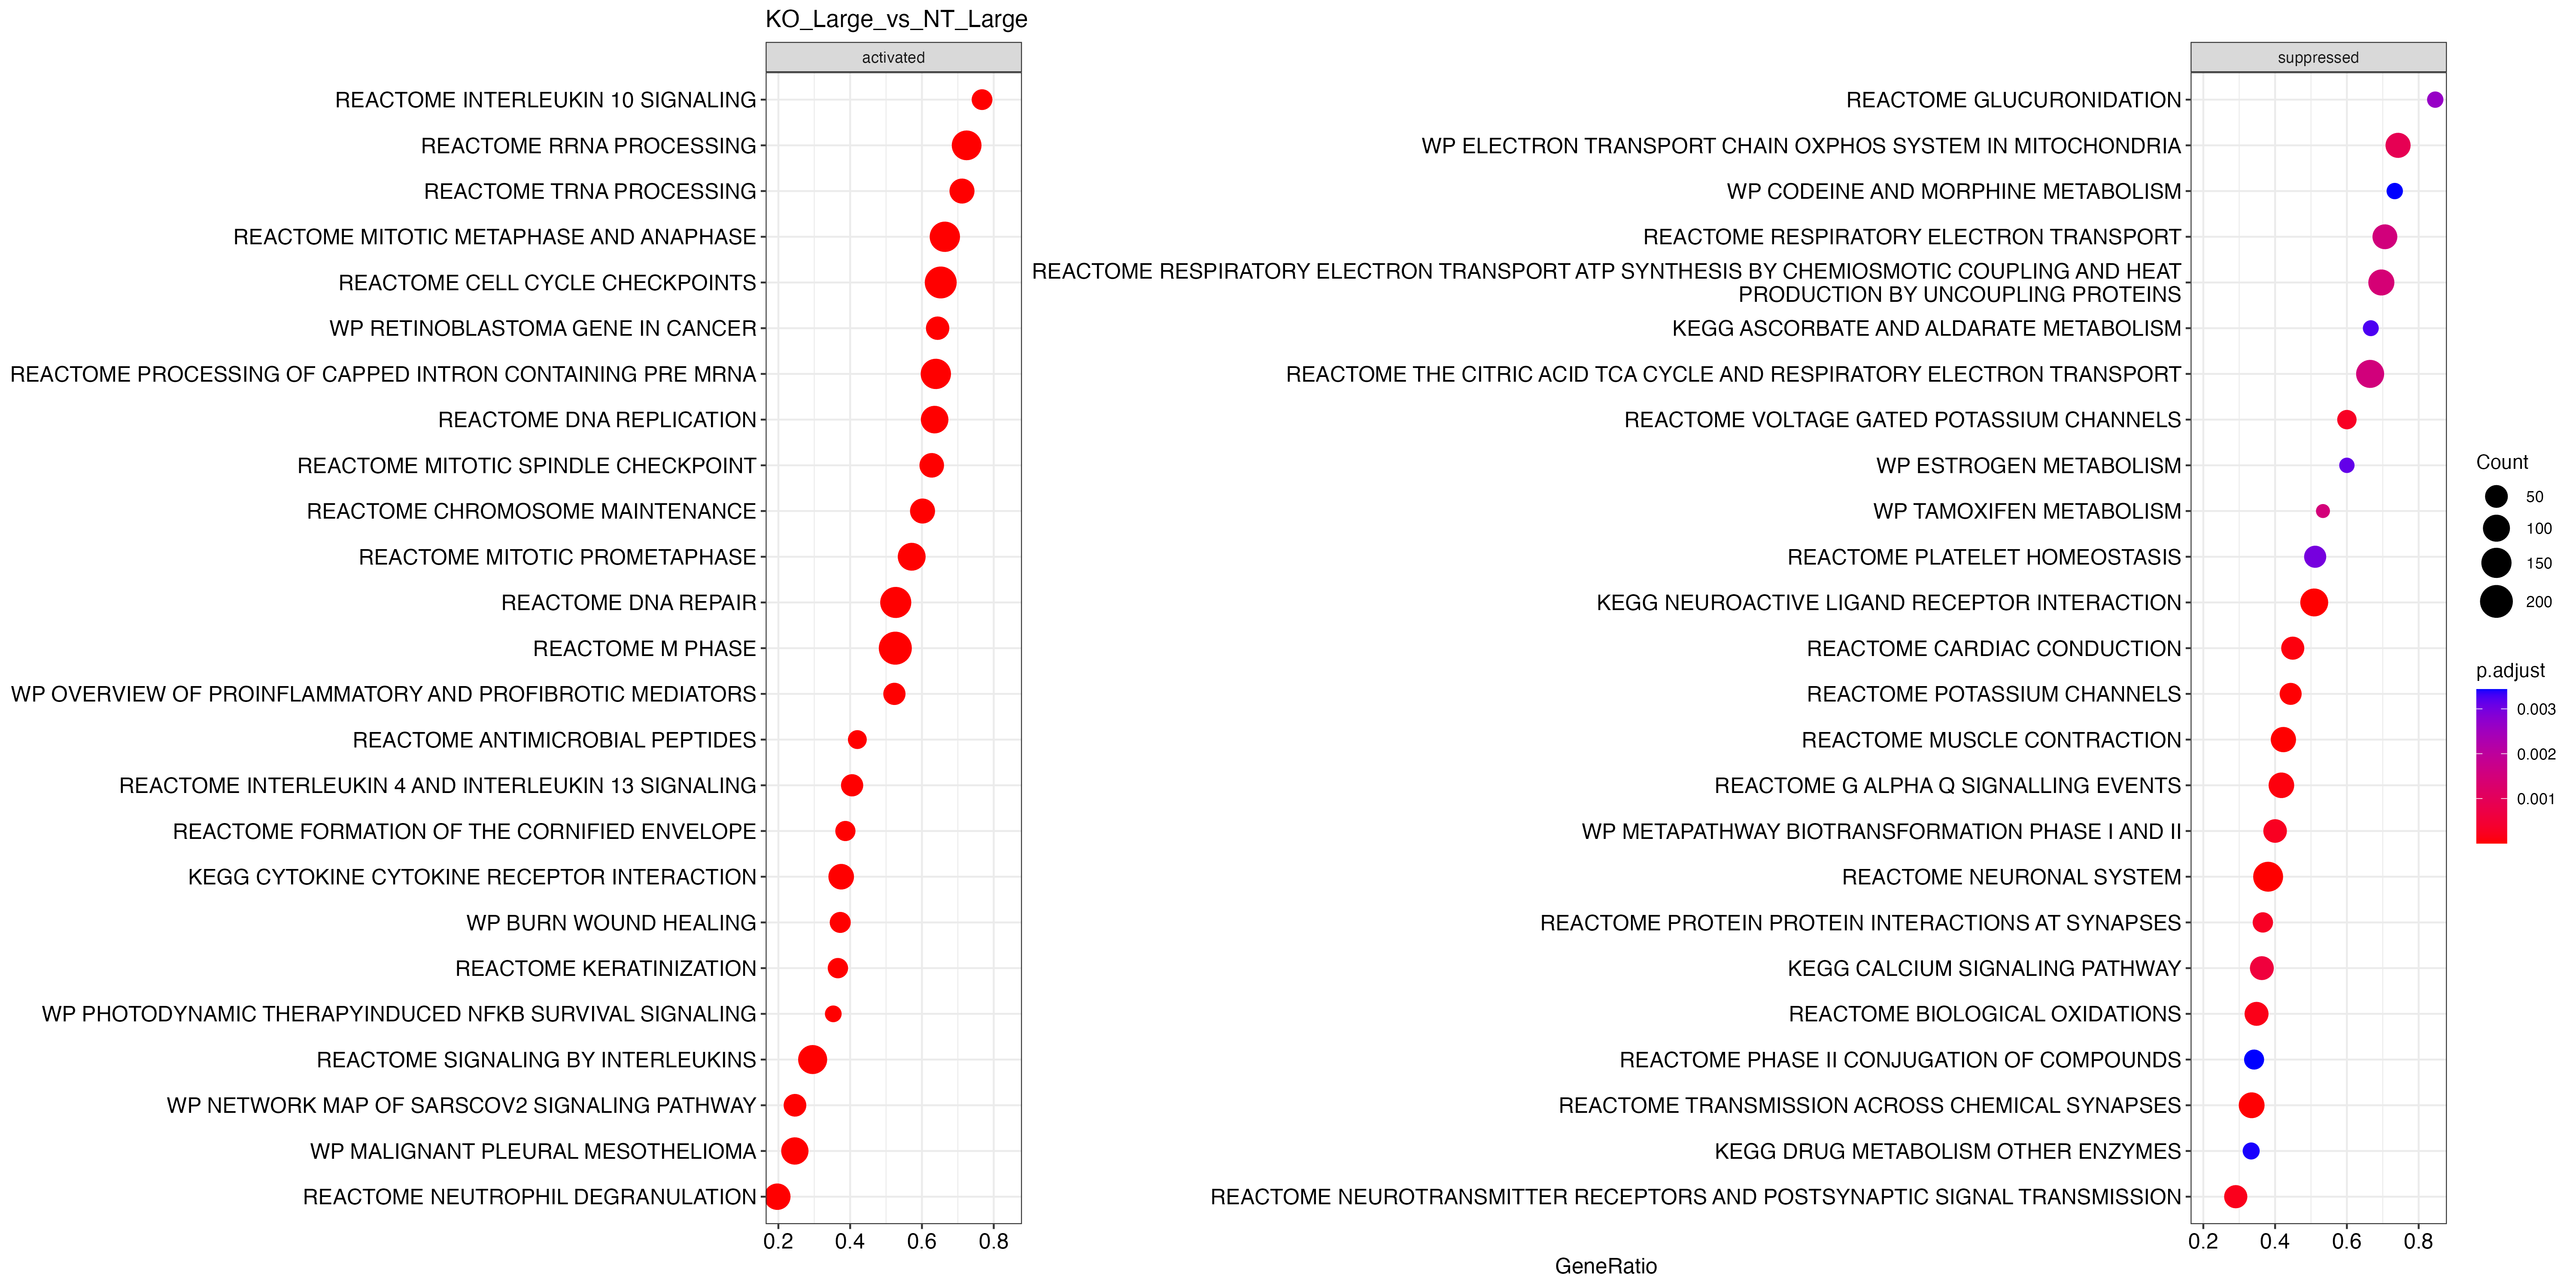 KO_Large_vs_NT_Large
activated
REACTOME INTERLEUKIN 10 SIGNALING
REACTOME RRNA PROCESSING
REACTOME TRNA PROCESSING
REACTOME MITOTIC METAPHASE AND ANAPHASE
REACTOME CELL CYCLE CHECKPOINTS
WP RETINOBLASTOMA GENE IN CANCER
REACTOME PROCESSING OF CAPPED INTRON CONTAINING PRE MRNA
REACTOME DNA REPLICATION
REACTOME MITOTIC SPINDLE CHECKPOINT
REACTOME CHROMOSOME MAINTENANCE
REACTOME MITOTIC PROMETAPHASE
REACTOME DNA REPAIR
REACTOME M PHASE
WP OVERVIEW OF PROINFLAMMATORY AND PROFIBROTIC MEDIATORS
REACTOME ANTIMICROBIAL PEPTIDES
REACTOME INTERLEUKIN 4 AND INTERLEUKIN 13 SIGNALING
REACTOME FORMATION OF THE CORNIFIED ENVELOPE
KEGG CYTOKINE CYTOKINE RECEPTOR INTERACTION
WP BURN WOUND HEALING
REACTOME KERATINIZATION
WP PHOTODYNAMIC THERAPYINDUCED NFKB SURVIVAL SIGNALING
REACTOME SIGNALING BY INTERLEUKINS
WP NETWORK MAP OF SARSCOV2 SIGNALING PATHWAY
WP MALIGNANT PLEURAL MESOTHELIOMA
REACTOME NEUTROPHIL DEGRANULATION
0.2 0.4 0.6 0.8
suppressed
REACTOME GLUCURONIDATION
WP ELECTRON TRANSPORT CHAIN OXPHOS SYSTEM IN MITOCHONDRIA
WP CODEINE AND MORPHINE METABOLISM
REACTOME RESPIRATORY ELECTRON TRANSPORT
REACTOME RESPIRATORY ELECTRON TRANSPORT ATP SYNTHESIS BY CHEMIOSMOTIC COUPLING AND HEAT
PRODUCTION BY UNCOUPLING PROTEINS
KEGG ASCORBATE AND ALDARATE METABOLISM
REACTOME THE CITRIC ACID TCA CYCLE AND RESPIRATORY ELECTRON TRANSPORT
REACTOME VOLTAGE GATED POTASSIUM CHANNELS
WP ESTROGEN METABOLISM
WP TAMOXIFEN METABOLISM
REACTOME PLATELET HOMEOSTASIS
KEGG NEUROACTIVE LIGAND RECEPTOR INTERACTION
REACTOME CARDIAC CONDUCTION
REACTOME POTASSIUM CHANNELS
REACTOME MUSCLE CONTRACTION
REACTOME G ALPHA Q SIGNALLING EVENTS
WP METAPATHWAY BIOTRANSFORMATION PHASE I AND II
REACTOME NEURONAL SYSTEM
REACTOME PROTEIN PROTEIN INTERACTIONS AT SYNAPSES
KEGG CALCIUM SIGNALING PATHWAY
REACTOME BIOLOGICAL OXIDATIONS
REACTOME PHASE II CONJUGATION OF COMPOUNDS
REACTOME TRANSMISSION ACROSS CHEMICAL SYNAPSES
KEGG DRUG METABOLISM OTHER ENZYMES
REACTOME NEUROTRANSMITTER RECEPTORS AND POSTSYNAPTIC SIGNAL TRANSMISSION
0.2 0.4 0.6 0.8
GeneRatio
Count
50
100
150
200
p.adjust
0.003
0.002
0.001